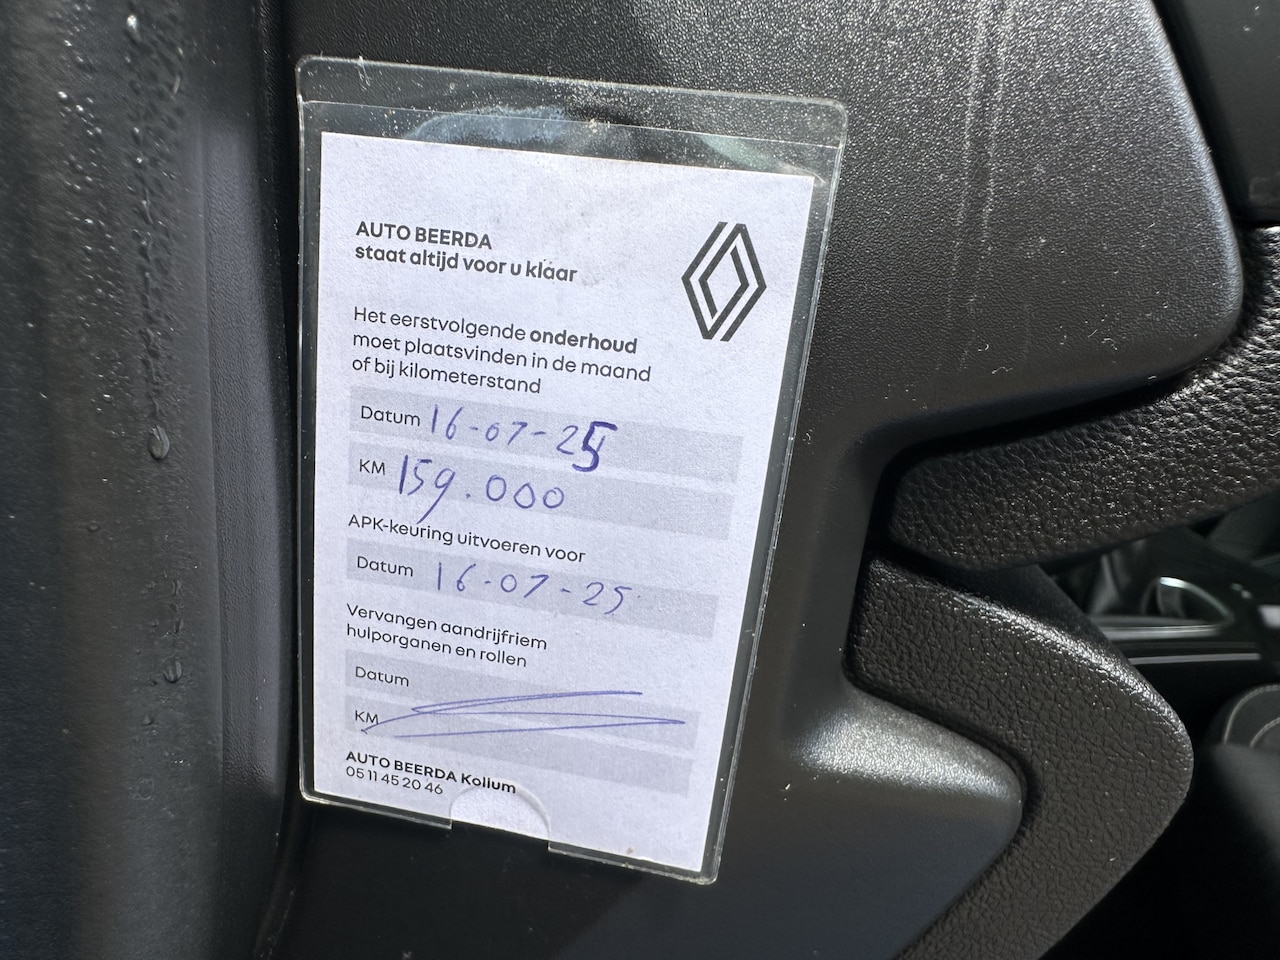 AUTO BEERDA
staat altijd voor u klaar
Het eerstvolgende onderhoud
moet plaatsvinden in de maand
of bij kilometerstand
Datum 16-07-25
KM 159.000
APK-keuring uitvoeren voor
Datum 16-07-25
Vervangen aandrijfriem
hulporganen en rollen
Datum
KM
AUTO BEERDA Kollum
05 11 45 20 46